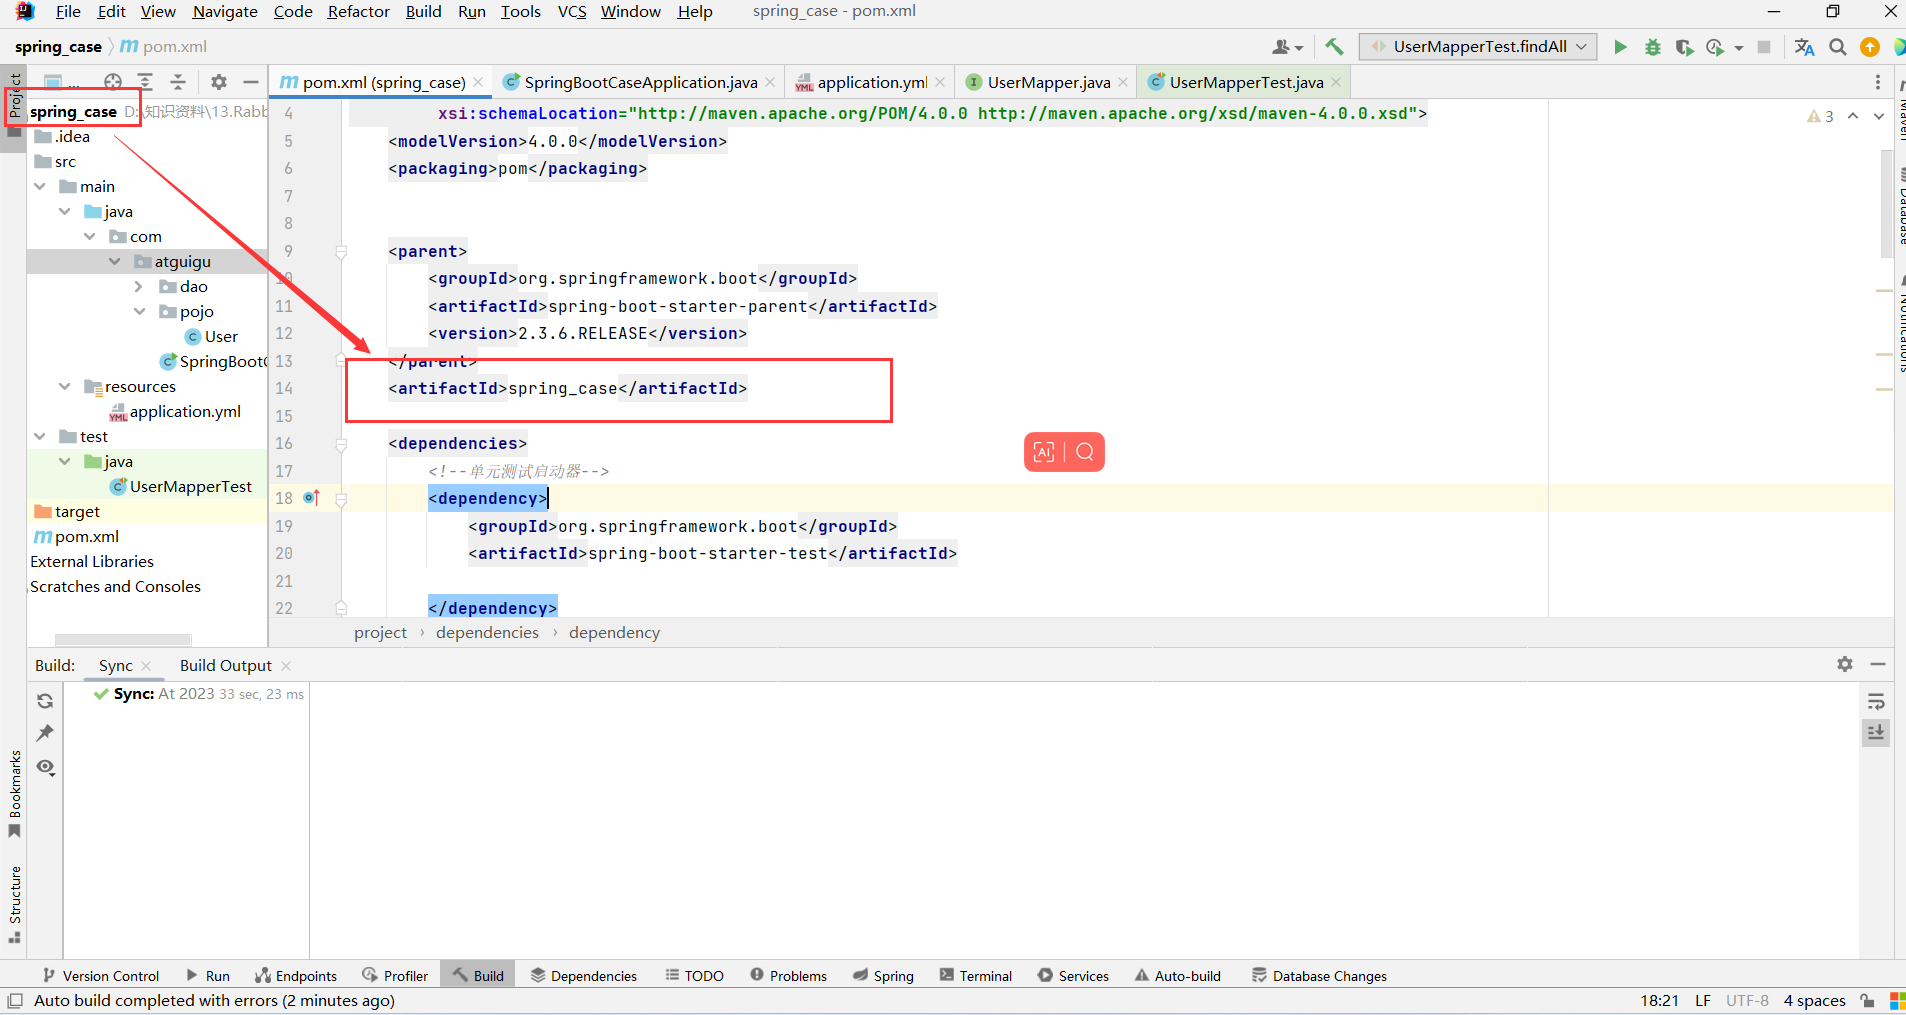 File Edit View Navigate Code Refactor Build Run Tools VCS Window Help spring_case - pom.xml
spring_case pom.xml
UserMapperTest.findAll
Project
...
pom.xml (spring_case) SpringBootCaseApplication.java application.yml UserMapper.java UserMapperTest.java
spring_case D:\知识资料\13.Rabb
.idea
src
main
java
com
atguigu
dao
pojo
User
SpringBootC
resources
application.yml
test
java
UserMapperTest
target
pom.xml
External Libraries
Scratches and Consoles
4 xsi:schemaLocation="http://maven.apache.org/POM/4.0.0 http://maven.apache.org/xsd/maven-4.0.0.xsd">
5 <modelVersion>4.0.0</modelVersion>
6 <packaging>pom</packaging>
7
8
9 <parent>
10 <groupId>org.springframework.boot</groupId>
11 <artifactId>spring-boot-starter-parent</artifactId>
12 <version>2.3.6.RELEASE</version>
13 </parent>
14 <artifactId>spring_case</artifactId>
15
16 <dependencies>
17 <!--单元测试启动器-->
18 <dependency>
19 <groupId>org.springframework.boot</groupId>
20 <artifactId>spring-boot-starter-test</artifactId>
21
22 </dependency>
3
AI
Maven
Database
Notifications
project › dependencies › dependency
Build: Sync Build Output
Sync: At 2023 33 sec, 23 ms
Bookmarks
Structure
Version Control Run Endpoints Profiler Build Dependencies TODO Problems Spring Terminal Services Auto-build Database Changes
Auto build completed with errors (2 minutes ago) 18:21 LF UTF-8 4 spaces